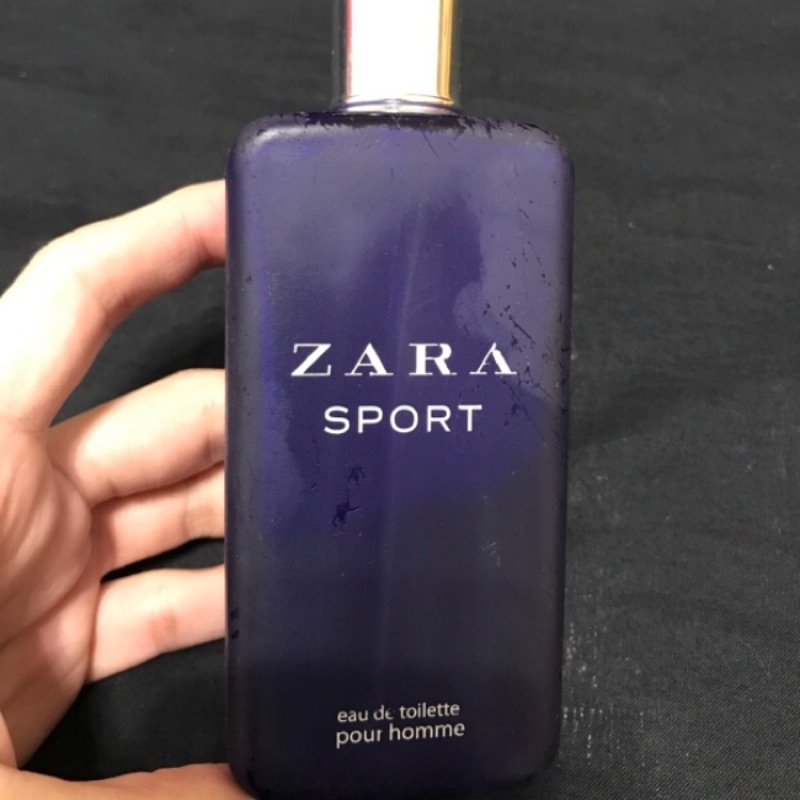 ZARA
SPORT
eau de toilette
pour homme